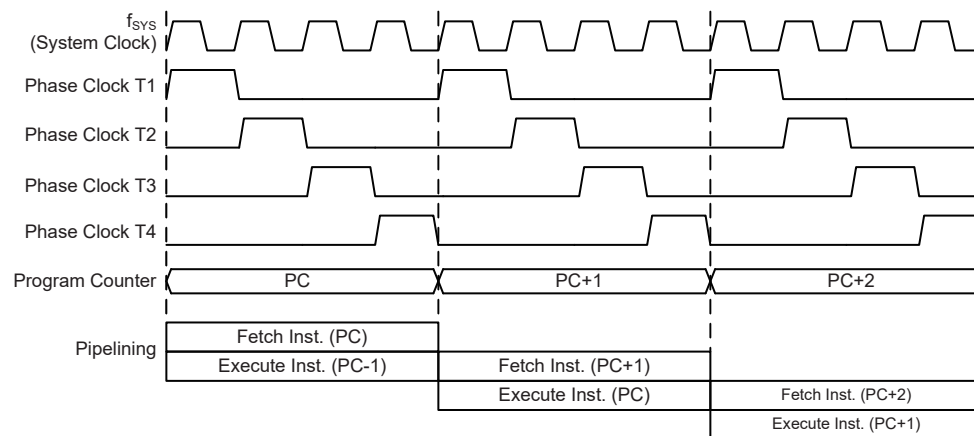 fSYS
(System Clock)
Phase Clock T1
Phase Clock T2
Phase Clock T3
Phase Clock T4
Program Counter PC PC+1 PC+2
Pipelining
Fetch Inst. (PC)
Execute Inst. (PC-1) Fetch Inst. (PC+1)
Execute Inst. (PC) Fetch Inst. (PC+2)
Execute Inst. (PC+1)